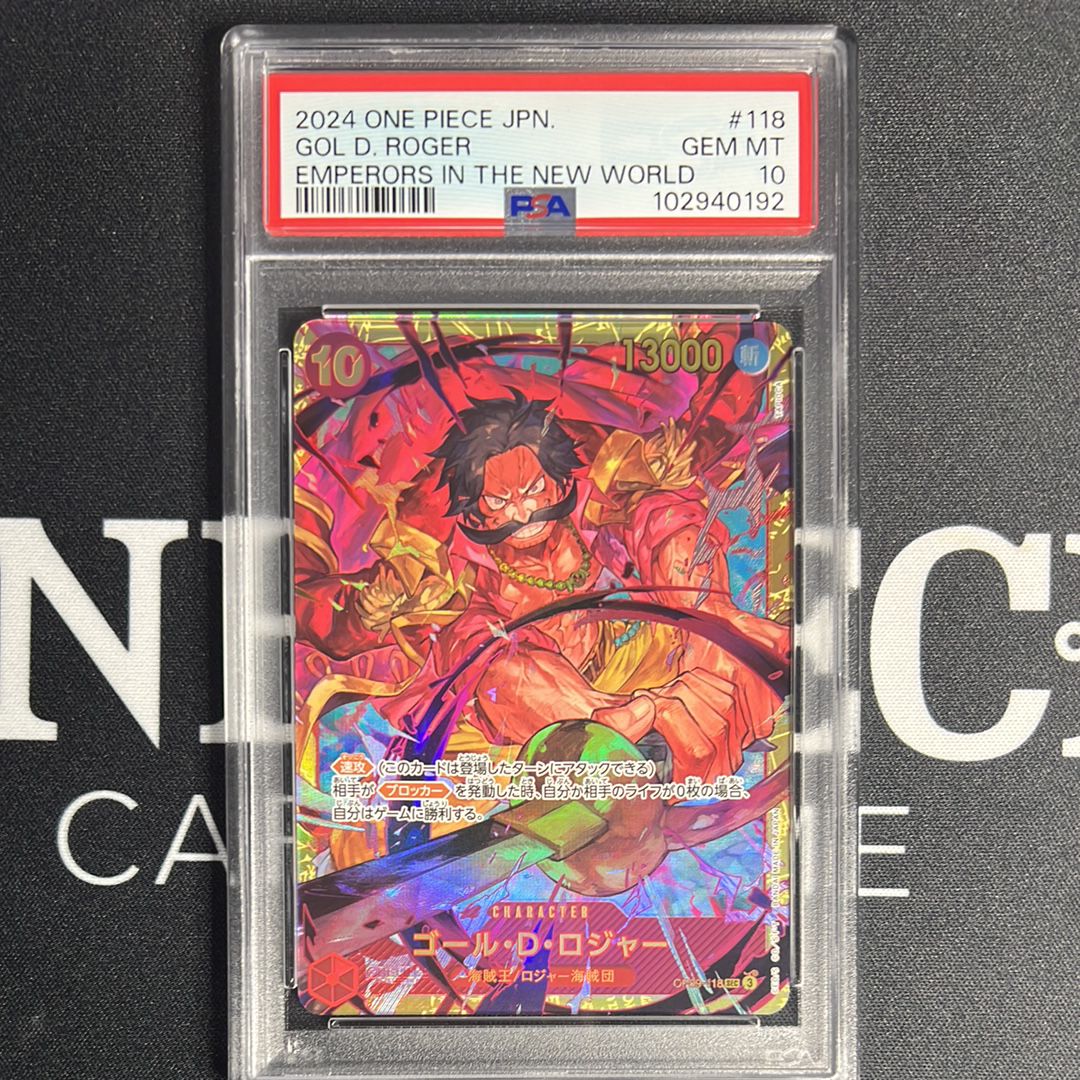 2024 ONE PIECE JPN. #118
GOL D. ROGER GEM MT
EMPERORS IN THE NEW WORLD 10
PSA 102940192
10 13000 斬
速攻 (このカードは登場したターンにアタックできる)
相手が ブロッカー を発動した時、自分か相手のライフが0枚の場合、
自分はゲームに勝利する。
CHARACTER
ゴール・D・ロジャー
海賊王/ロジャー海賊団
OP09-118 SEC 3